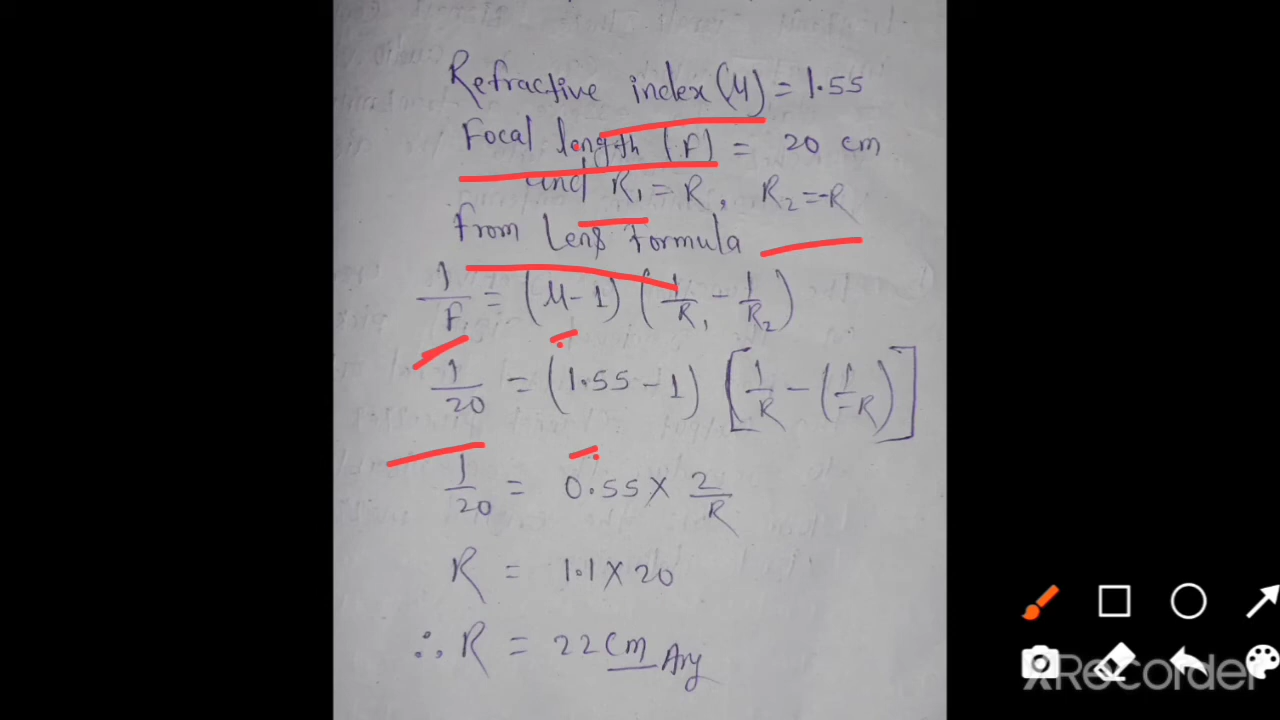 Refractive index (μ) = 1.55
Focal length (F) = 20 cm
and R₁ = R, R₂ = -R
From Lens Formula
1/F = (μ - 1) (1/R₁ - 1/R₂)
1/20 = (1.55 - 1) [1/R - (1/-R)]
1/20 = 0.55 × 2/R
R = 1.1 × 20
∴ R = 22 cm Ans
XRecorder